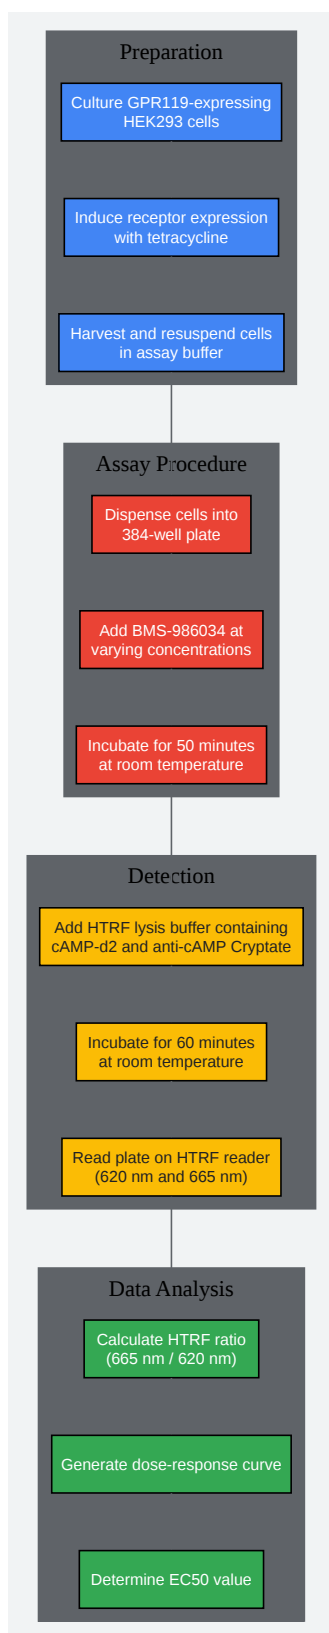 Preparation
Culture GPR119-expressing
HEK293 cells
Induce receptor expression
with tetracycline
Harvest and resuspend cells
in assay buffer
Assay Procedure
Dispense cells into
384-well plate
Add BMS-986034 at
varying concentrations
Incubate for 50 minutes
at room temperature
Detection
Add HTRF lysis buffer containing
cAMP-d2 and anti-cAMP Cryptate
Incubate for 60 minutes
at room temperature
Read plate on HTRF reader
(620 nm and 665 nm)
Data Analysis
Calculate HTRF ratio
(665 nm / 620 nm)
Generate dose-response curve
Determine EC50 value